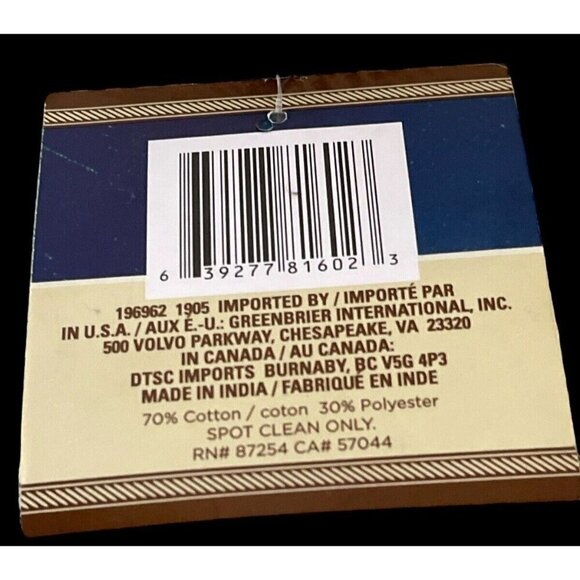 6 39277 81602 3
196962 1905 IMPORTED BY / IMPORTÉ PAR
IN U.S.A. / AUX É.-U.: GREENBRIER INTERNATIONAL, INC.
500 VOLVO PARKWAY, CHESAPEAKE, VA 23320
IN CANADA / AU CANADA:
DTSC IMPORTS BURNABY, BC V5G 4P3
MADE IN INDIA / FABRIQUÉ EN INDE
70% Cotton / coton 30% Polyester
SPOT CLEAN ONLY.
RN# 87254 CA# 57044